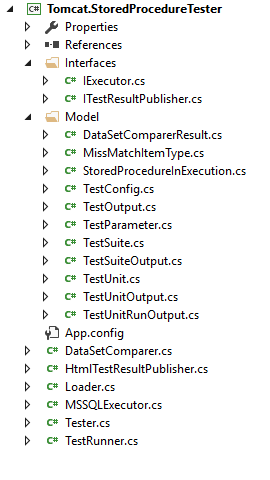 C# Tomcat.StoredProcedureTester
Properties
References
Interfaces
C# IExecutor.cs
C# ITestResultPublisher.cs
Model
C# DataSetComparerResult.cs
C# MissMatchItemType.cs
C# StoredProcedureInExecution.cs
C# TestConfig.cs
C# TestOutput.cs
C# TestParameter.cs
C# TestSuite.cs
C# TestSuiteOutput.cs
C# TestUnit.cs
C# TestUnitOutput.cs
C# TestUnitRunOutput.cs
App.config
C# DataSetComparer.cs
C# HtmlTestResultPublisher.cs
C# Loader.cs
C# MSSQLExecutor.cs
C# Tester.cs
C# TestRunner.cs